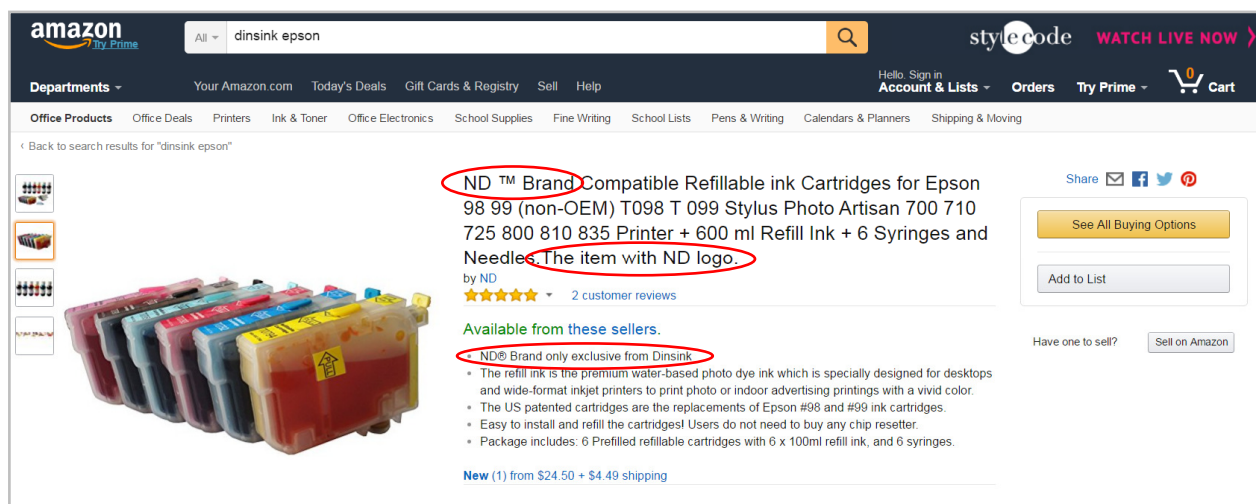 amazon
Try Prime
All
dinsink epson
stylecode
WATCH LIVE NOW
Departments
Your Amazon.com Today's Deals Gift Cards & Registry Sell Help
Hello. Sign in
Account & Lists
Orders
Try Prime
0
Cart
Office Products Office Deals Printers Ink & Toner Office Electronics School Supplies Fine Writing School Lists Pens & Writing Calendars & Planners Shipping & Moving
‹ Back to search results for "dinsink epson"
ND ™ Brand Compatible Refillable ink Cartridges for Epson
98 99 (non-OEM) T098 T 099 Stylus Photo Artisan 700 710
725 800 810 835 Printer + 600 ml Refill Ink + 6 Syringes and
Needles.The item with ND logo.
by ND
2 customer reviews
Available from these sellers.
ND® Brand only exclusive from Dinsink
The refill ink is the premium water-based photo dye ink which is specially designed for desktops
and wide-format inkjet printers to print photo or indoor advertising printings with a vivid color.
The US patented cartridges are the replacements of Epson #98 and #99 ink cartridges.
Easy to install and refill the cartridges! Users do not need to buy any chip resetter.
Package includes: 6 Prefilled refillable cartridges with 6 x 100ml refill ink, and 6 syringes.
New (1) from $24.50 + $4.49 shipping
Share
See All Buying Options
Add to List
Have one to sell?
Sell on Amazon